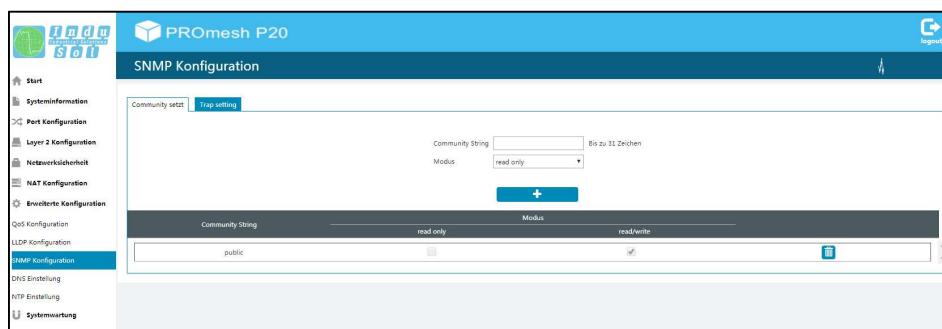 Indu
Industrial Solutions
Sol
PROmesh P20
logout
SNMP Konfiguration
Start
Systeminformation
Port Konfiguration
Layer 2 Konfiguration
Netzwerksicherheit
NAT Konfiguration
Erweiterte Konfiguration
QoS Konfiguration
LLDP Konfiguration
SNMP Konfiguration
DNS Einstellung
NTP Einstellung
Systemwartung
Community setzt Trap setting
Community String Bis zu 31 Zeichen
Modus read only
+
Community String Modus
read only read/write
public